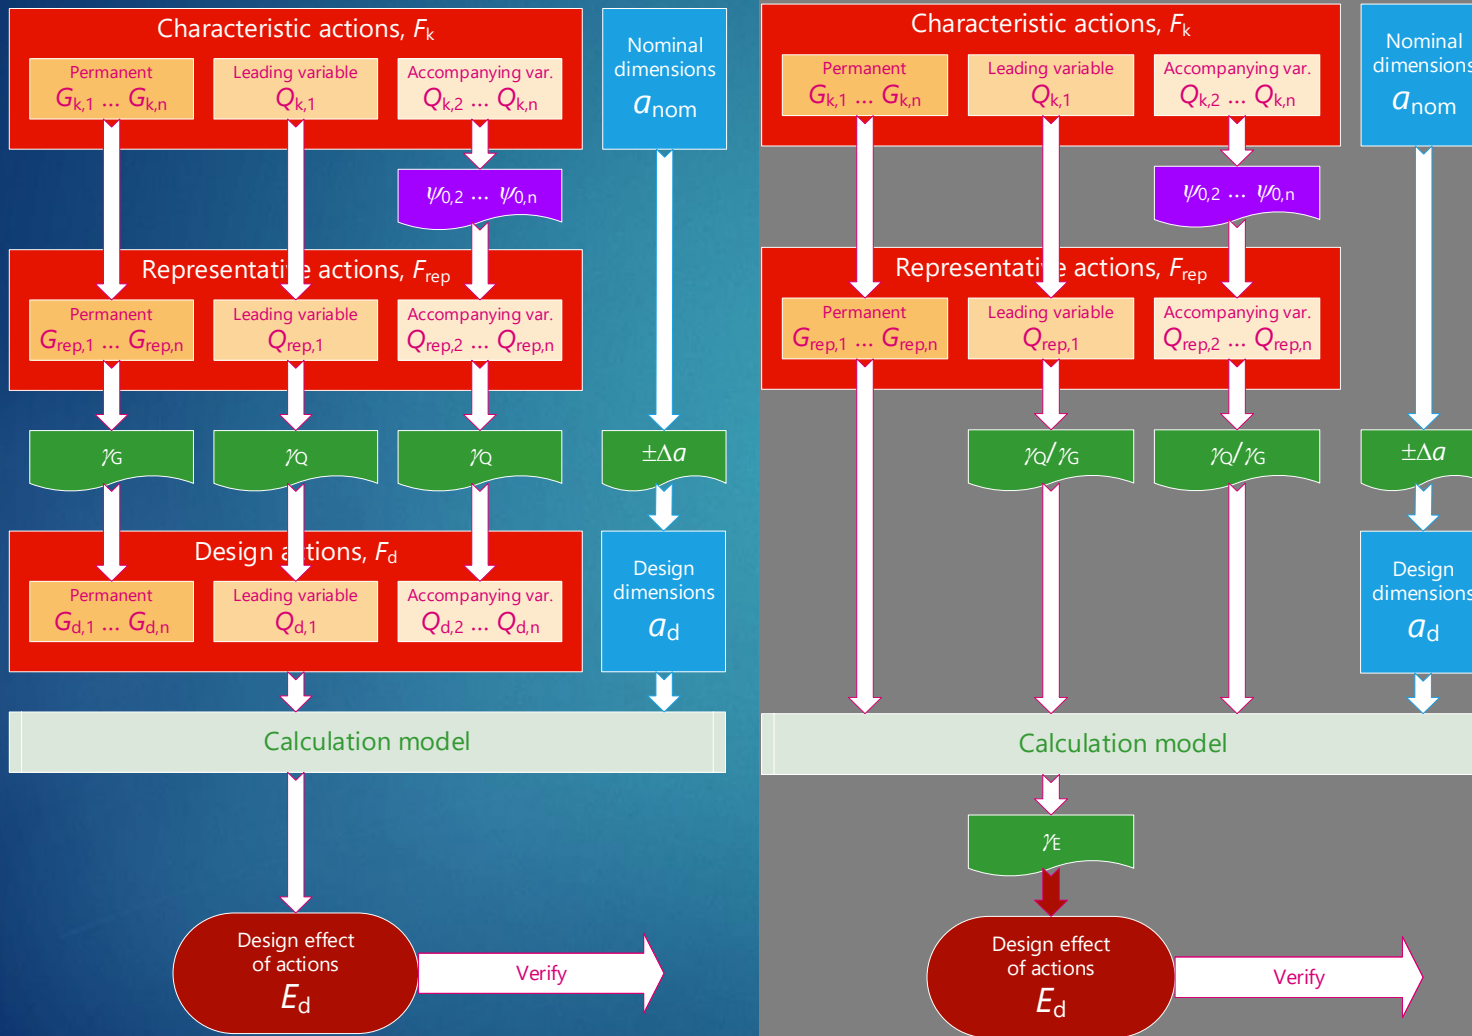 Characteristic actions, Fk
Permanent
Gk,1 ... Gk,n
Leading variable
Qk,1
Accompanying var.
Qk,2 ... Qk,n
Nominal
dimensions
anom
ψ0,2 ... ψ0,n
Representative actions, Frep
Permanent
Grep,1 ... Grep,n
Leading variable
Qrep,1
Accompanying var.
Qrep,2 ... Qrep,n
γG
γQ
γQ
±Δa
Design actions, Fd
Permanent
Gd,1 ... Gd,n
Leading variable
Qd,1
Accompanying var.
Qd,2 ... Qd,n
Design
dimensions
ad
Calculation model
Design effect
of actions
Ed
Verify
Characteristic actions, Fk
Permanent
Gk,1 ... Gk,n
Leading variable
Qk,1
Accompanying var.
Qk,2 ... Qk,n
Nominal
dimensions
anom
ψ0,2 ... ψ0,n
Representative actions, Frep
Permanent
Grep,1 ... Grep,n
Leading variable
Qrep,1
Accompanying var.
Qrep,2 ... Qrep,n
γQ/γG
γQ/γG
±Δa
Design
dimensions
ad
Calculation model
γE
Design effect
of actions
Ed
Verify